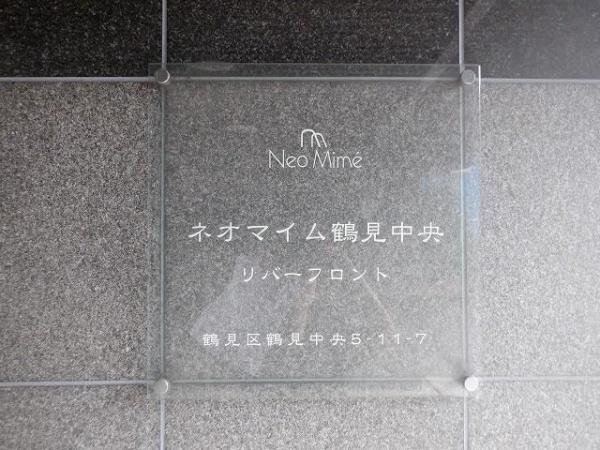 Neo Mimé
ネオマイム鶴見中央
リバーフロント
鶴見区鶴見中央5-11-7